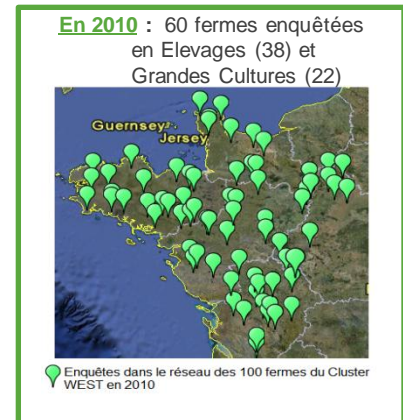 En 2010 : 60 fermes enquêtées
en Elevages (38) et
Grandes Cultures (22)
Guernsey
Jersey
Enquêtes dans le réseau des 100 fermes du Cluster
WEST en 2010